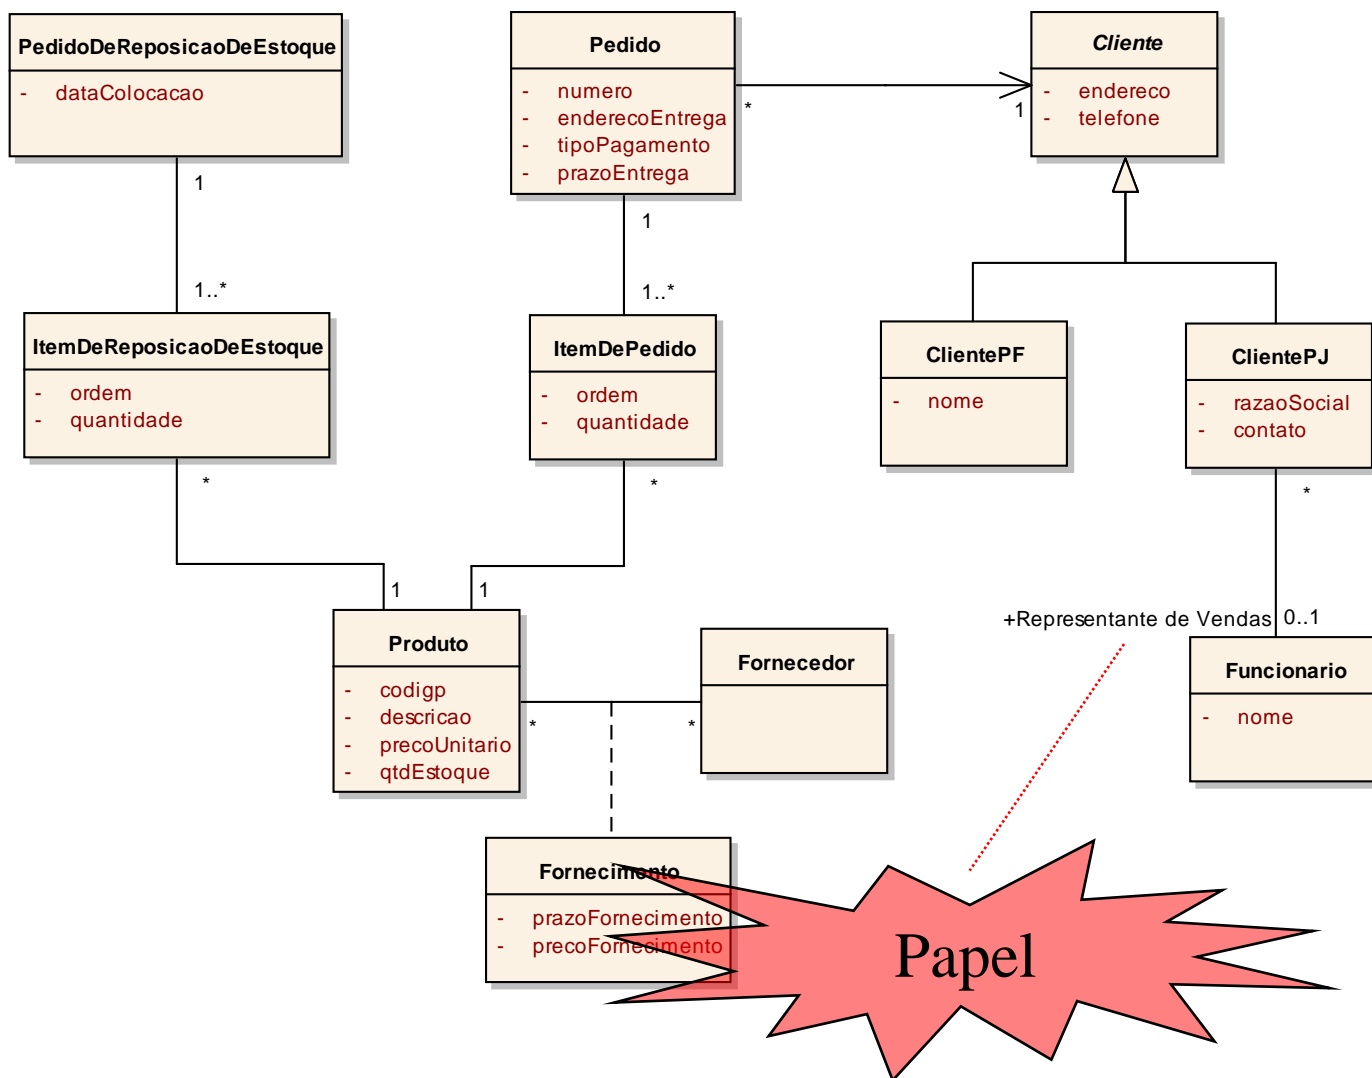 PedidoDeReposicaoDeEstoque
- dataColocacao
Pedido
- numero
- enderecoEntrega
- tipoPagamento
- prazoEntrega
Cliente
- endereco
- telefone
*
1
1
1..*
1
1..*
ItemDeReposicaoDeEstoque
- ordem
- quantidade
ItemDePedido
- ordem
- quantidade
ClientePF
- nome
ClientePJ
- razaoSocial
- contato
*
*
*
1
1
+Representante de Vendas
0..1
Produto
- codigp
- descricao
- precoUnitario
- qtdEstoque
*
*
Fornecedor
Funcionario
- nome
Fornecimento
- prazoFornecimento
- precoFornecimento
Papel